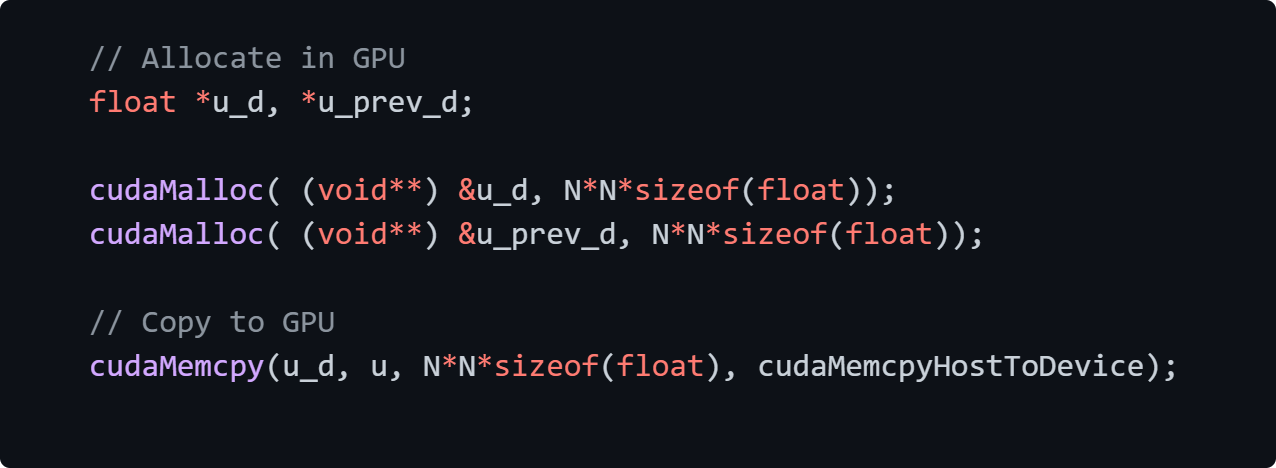 // Allocate in GPU
float *u_d, *u_prev_d;
cudaMalloc( (void**) &u_d, N*N*sizeof(float));
cudaMalloc( (void**) &u_prev_d, N*N*sizeof(float));
// Copy to GPU
cudaMemcpy(u_d, u, N*N*sizeof(float), cudaMemcpyHostToDevice);